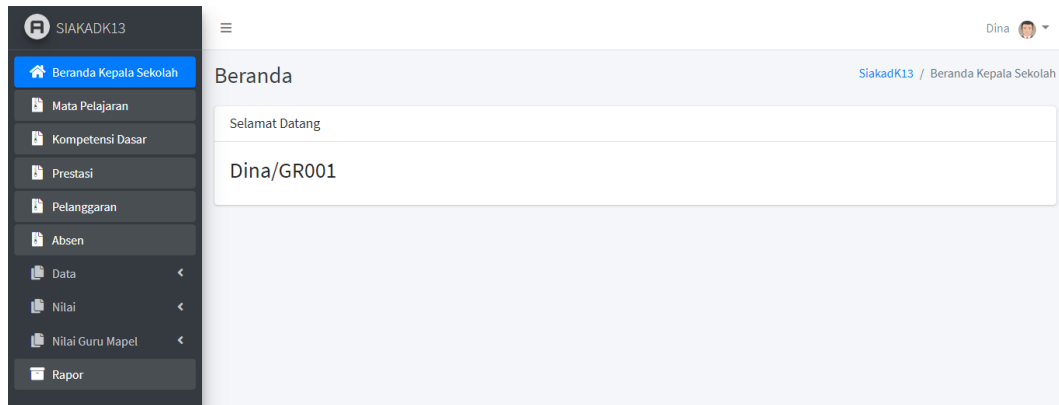 SIAKADK13
Dina
Beranda Kepala Sekolah
Mata Pelajaran
Kompetensi Dasar
Prestasi
Pelanggaran
Absen
Data
Nilai
Nilai Guru Mapel
Rapor
Beranda
SiakadK13 / Beranda Kepala Sekolah
Selamat Datang
Dina/GR001